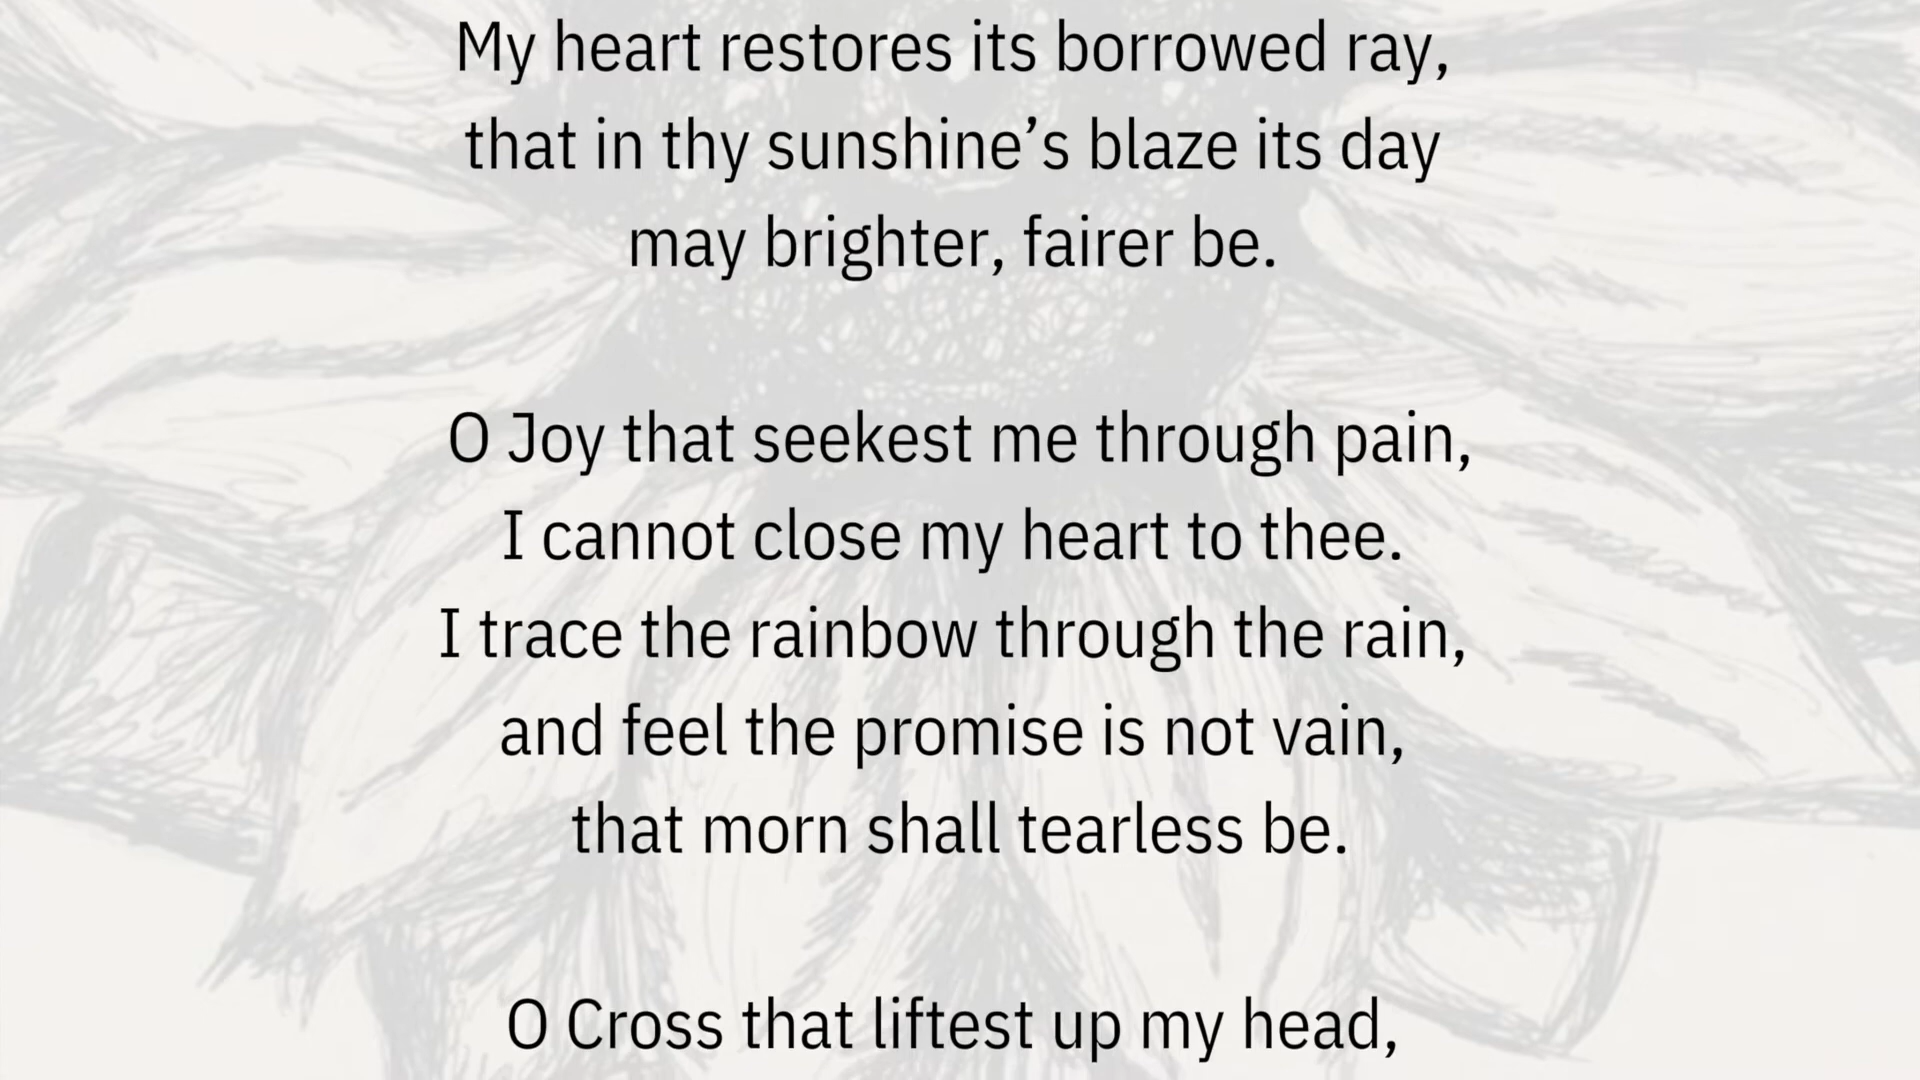 My heart restores its borrowed ray,
that in thy sunshine’s blaze its day
may brighter, fairer be.
O Joy that seekest me through pain,
I cannot close my heart to thee.
I trace the rainbow through the rain,
and feel the promise is not vain,
that morn shall tearless be.
O Cross that liftest up my head,